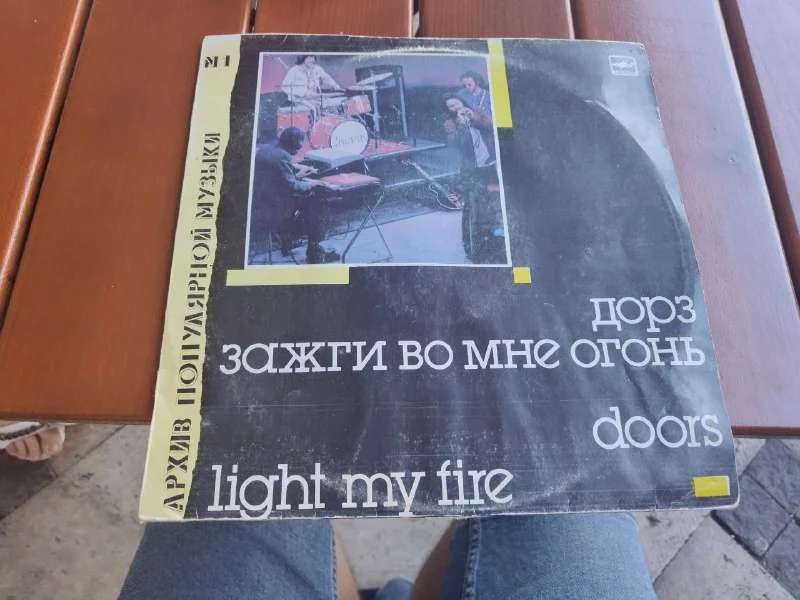 №1
АРХИВ ПОПУЛЯРНОЙ МУЗЫКИ
дорз
зажги во мне огонь
doors
light my fire